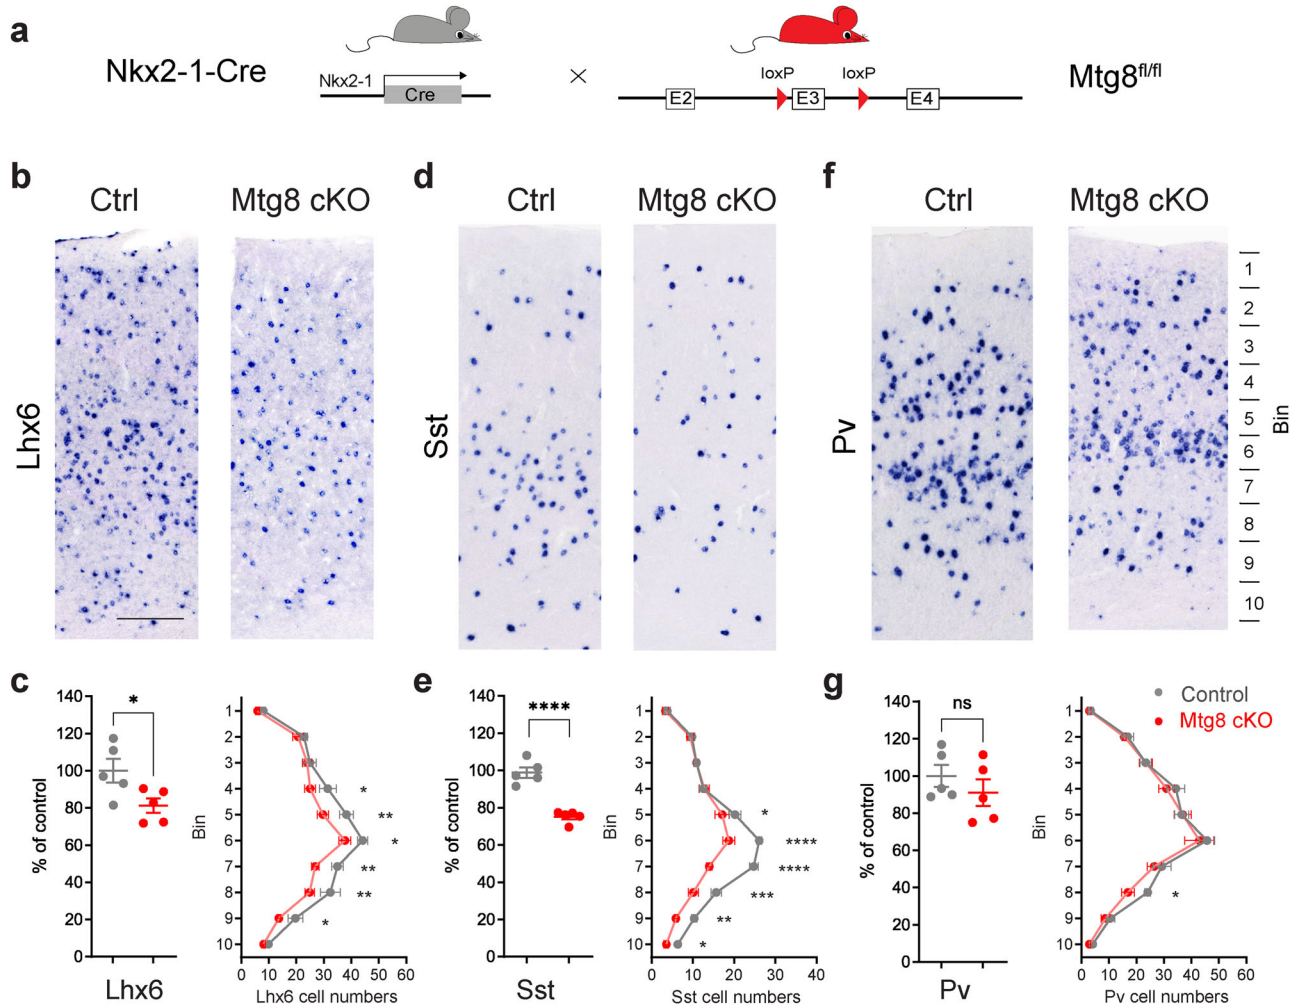 a
Nkx2-1-Cre
Nkx2-1
Cre
×
loxP
loxP
E2
E3
E4
Mtg8fl/fl
b
Ctrl
Mtg8 cKO
Lhx6
d
Ctrl
Mtg8 cKO
Sst
f
Ctrl
Mtg8 cKO
Pv
1
2
3
4
5
6
7
8
9
10
Bin
c
140
120
100
80
60
40
20
0
% of control
*
Lhx6
1
2
3
4
5
6
7
8
9
10
Bin
*
**
*
**
**
*
0 10 20 30 40 50 60
Lhx6 cell numbers
e
140
120
100
80
60
40
20
0
% of control
****
Sst
1
2
3
4
5
6
7
8
9
10
Bin
*
****
****
***
**
*
0 10 20 30 40
Sst cell numbers
g
140
120
100
80
60
40
20
0
% of control
ns
Pv
1
2
3
4
5
6
7
8
9
10
Bin
*
0 10 20 30 40 50 60
Pv cell numbers
Control
Mtg8 cKO